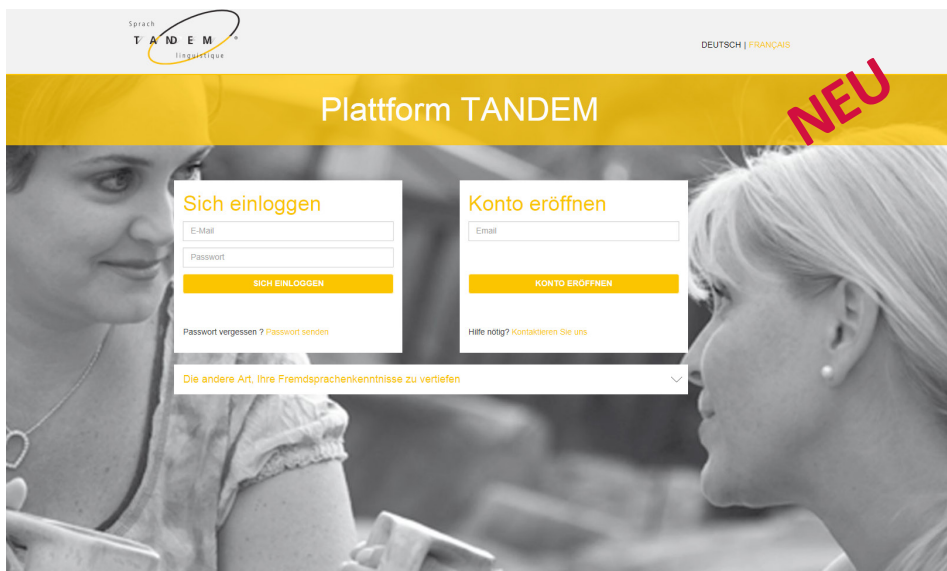 Sprach
TANDEM
linguistique
DEUTSCH | FRANÇAIS
Plattform TANDEM
NEU
Sich einloggen
E-Mail
Passwort
SICH EINLOGGEN
Passwort vergessen ? Passwort senden
Konto eröffnen
Email
KONTO ERÖFFNEN
Hilfe nötig? Kontaktieren Sie uns
Die andere Art, Ihre Fremdsprachenkenntnisse zu vertiefen